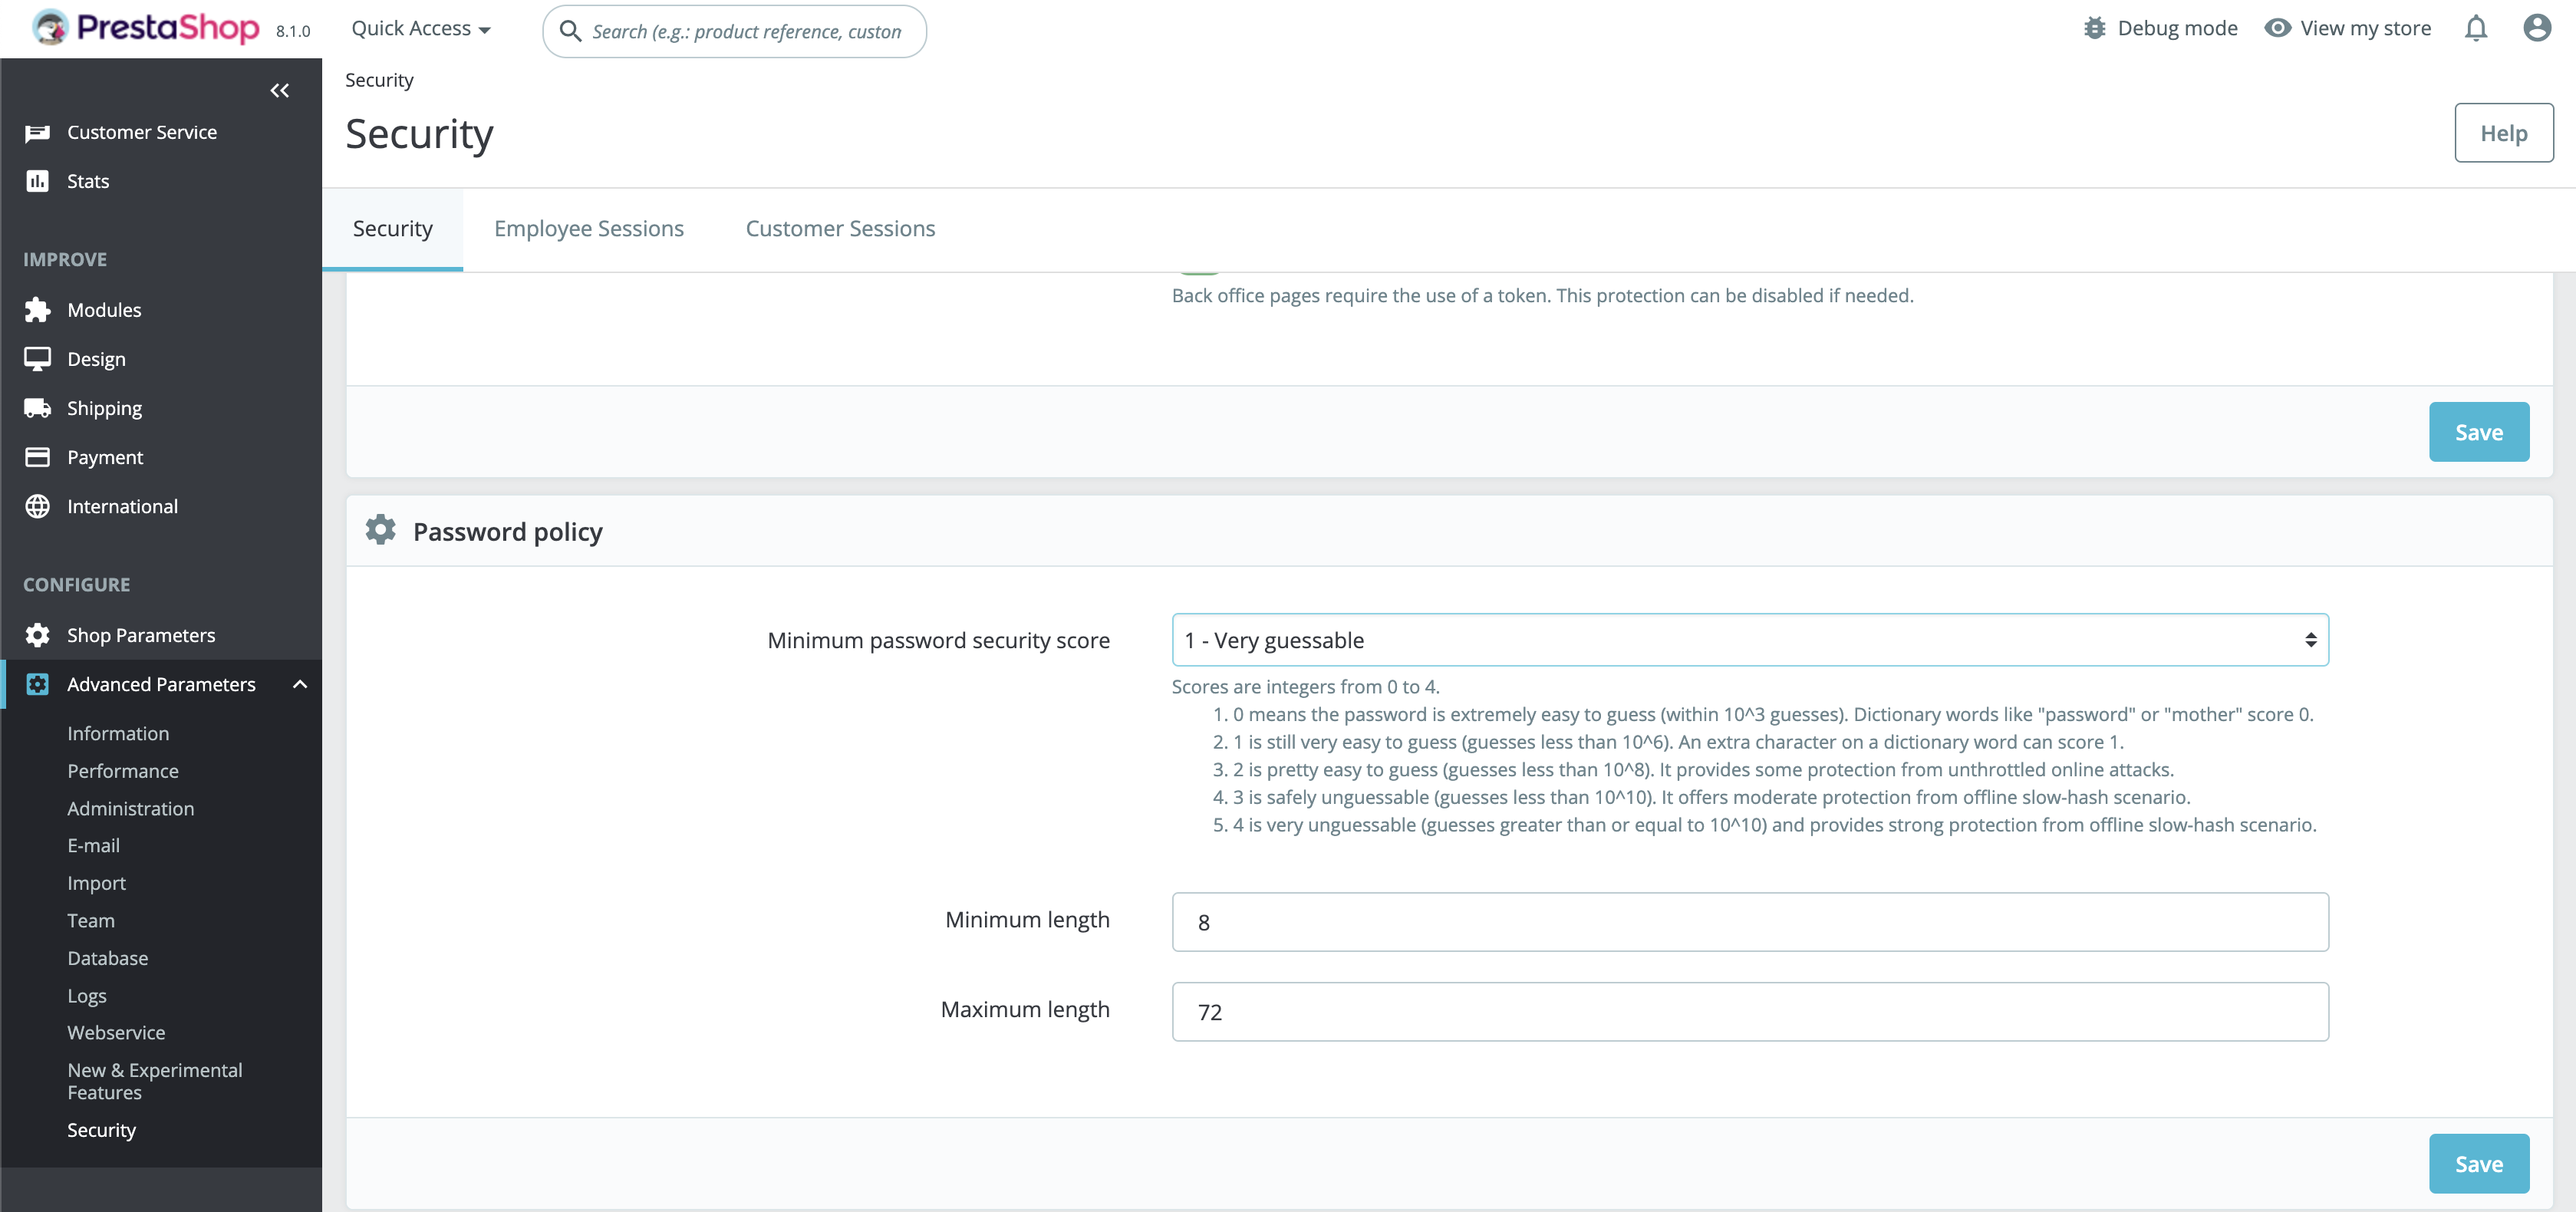 PrestaShop 8.1.0 Quick Access Search (e.g.: product reference, custon Debug mode View my store
Customer Service
Stats
IMPROVE
Modules
Design
Shipping
Payment
International
CONFIGURE
Shop Parameters
Advanced Parameters
Information
Performance
Administration
E-mail
Import
Team
Database
Logs
Webservice
New & Experimental
Features
Security
Security
Security
Help
Security Employee Sessions Customer Sessions
Back office pages require the use of a token. This protection can be disabled if needed.
Save
Password policy
Minimum password security score 1 - Very guessable
Scores are integers from 0 to 4.
1. 0 means the password is extremely easy to guess (within 10^3 guesses). Dictionary words like "password" or "mother" score 0.
2. 1 is still very easy to guess (guesses less than 10^6). An extra character on a dictionary word can score 1.
3. 2 is pretty easy to guess (guesses less than 10^8). It provides some protection from unthrottled online attacks.
4. 3 is safely unguessable (guesses less than 10^10). It offers moderate protection from offline slow-hash scenario.
5. 4 is very unguessable (guesses greater than or equal to 10^10) and provides strong protection from offline slow-hash scenario.
Minimum length 8
Maximum length 72
Save